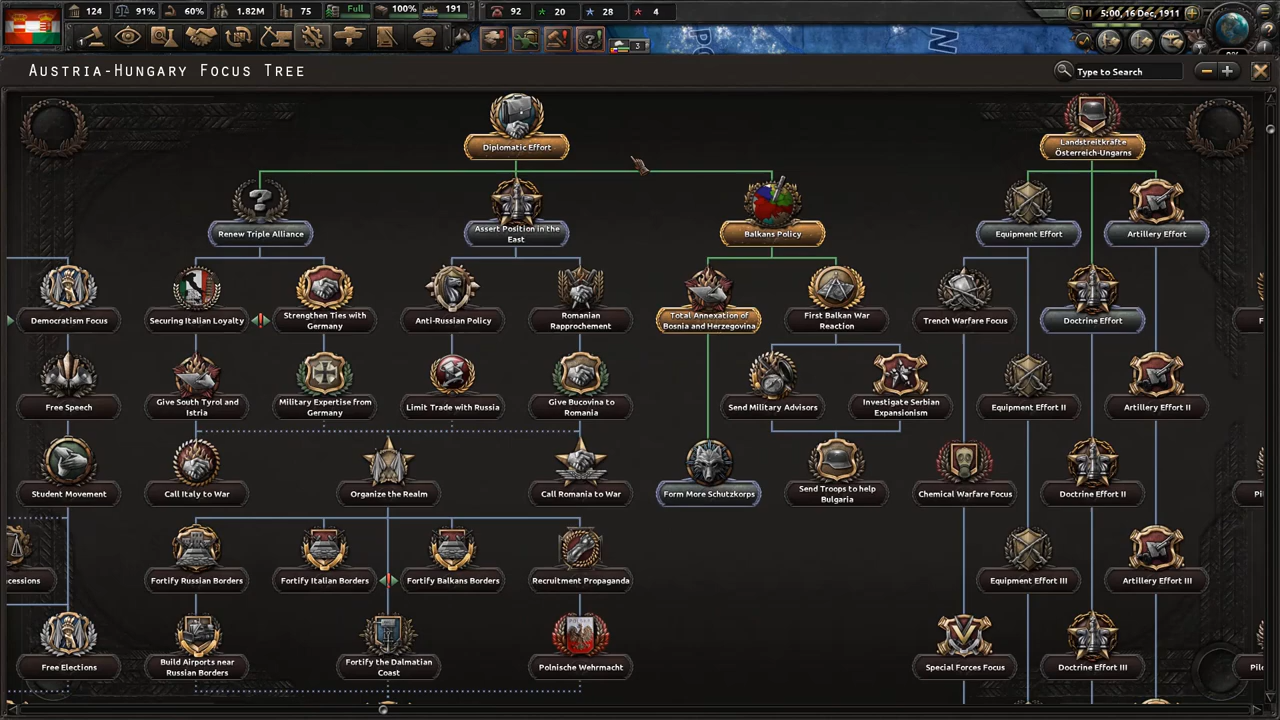 124
91%
60%
1.82M
75
Full
100%
191
92
20
28
4
5:00, 16 Dec, 1911
1
3
0%
Austria-Hungary Focus Tree
Type to Search
Diplomatic Effort
Landstreitkrafte
Österreich-Ungarns
Renew Triple Alliance
Assert Position in the
East
Balkans Policy
Equipment Effort
Artillery Effort
Democratism Focus
Securing Italian Loyalty
Strengthen Ties with
Germany
Anti-Russian Policy
Romanian
Rapprochement
Total Annexation of
Bosnia and Herzegovina
First Balkan War
Reaction
Trench Warfare Focus
Doctrine Effort
Free Speech
Give South Tyrol and
Istria
Military Expertise from
Germany
Limit Trade with Russia
Give Bucovina to
Romania
Send Military Advisors
Investigate Serbian
Expansionism
Equipment Effort II
Artillery Effort II
Student Movement
Call Italy to War
Organize the Realm
Call Romania to War
Form More Schutzkorps
Send Troops to help
Bulgaria
Chemical Warfare Focus
Doctrine Effort II
cessions
Fortify Russian Borders
Fortify Italian Borders
Fortify Balkans Borders
Recruitment Propaganda
Equipment Effort III
Artillery Effort III
Free Elections
Build Airports near
Russian Borders
Fortify the Dalmatian
Coast
Polnische Wehrmacht
Special Forces Focus
Doctrine Effort III